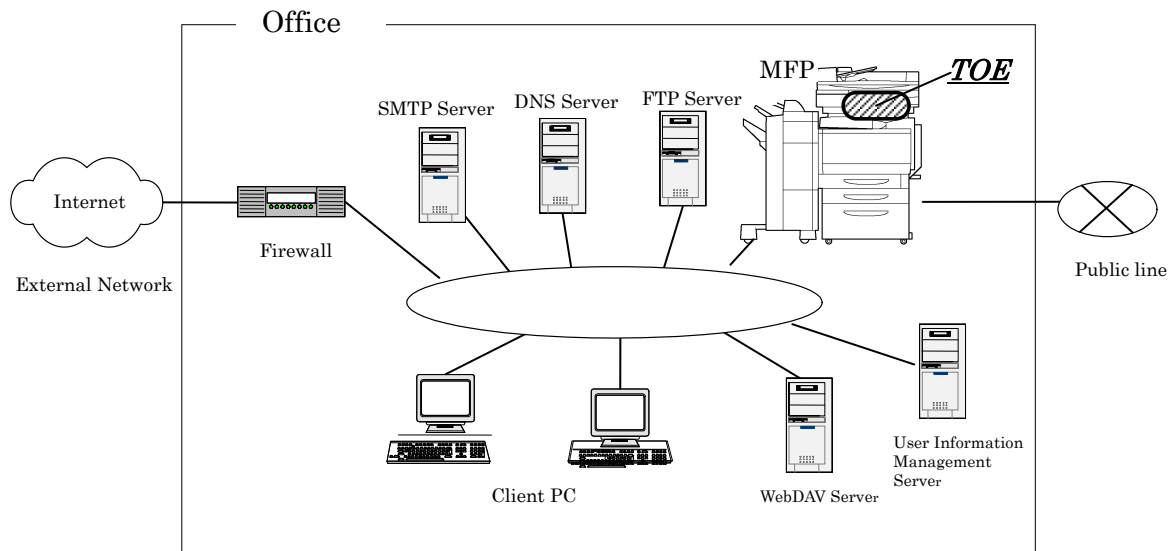 Office
MFP
TOE
SMTP Server
DNS Server
FTP Server
Internet
Firewall
External Network
Public line
Client PC
WebDAV Server
User Information
Management
Server